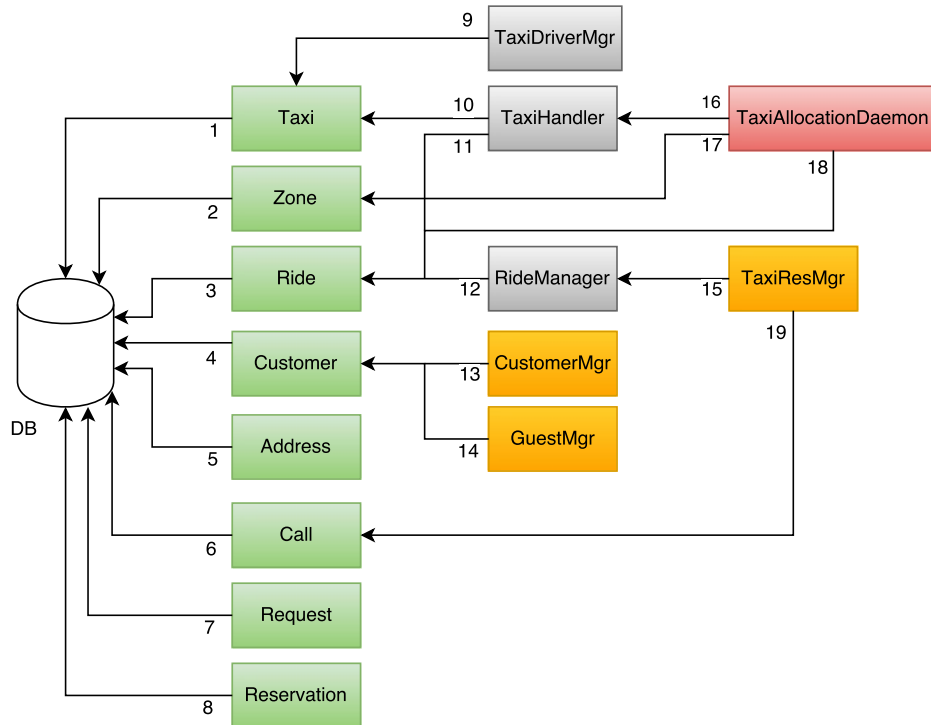 9
TaxiDriverMgr
Taxi
1
10
11
TaxiHandler
16
17
TaxiAllocationDaemon
18
Zone
2
Ride
3
12
RideManager
15
TaxiResMgr
19
Customer
4
13
CustomerMgr
14
GuestMgr
DB
Address
5
Call
6
Request
7
Reservation
8